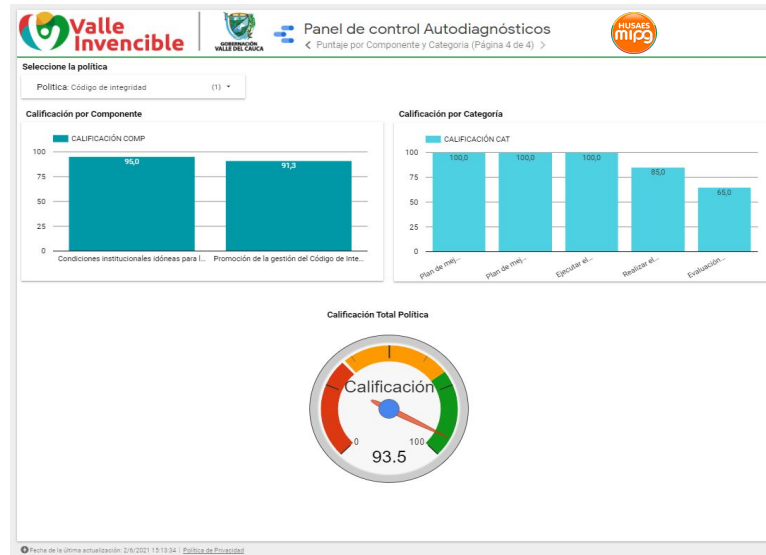 Valle
Invencible
GOBERNACIÓN
VALLE DEL CAUCA
Panel de control Autodiagnósticos
Puntaje por Componente y Categoria (Página 4 de 4)
HUSAES
mipg
Seleccione la política
Politica: Código de integridad (1)
Calificación por Componente
CALIFICACIÓN COMP
100
75
50
25
0
95,0
91,3
Condiciones institucionales idóneas para l...
Promoción de la gestión del Código de Inte...
Calificación por Categoría
CALIFICACIÓN CAT
100
75
50
25
0
100,0
100,0
100,0
85,0
65,0
Plan de mej...
Plan de mej...
Ejecutar el...
Realizar el...
Evaluación...
Calificación Total Política
Calificación
0
100
93.5
Fecha de la última actualización: 2/6/2021 15:13:34 | Política de Privacidad